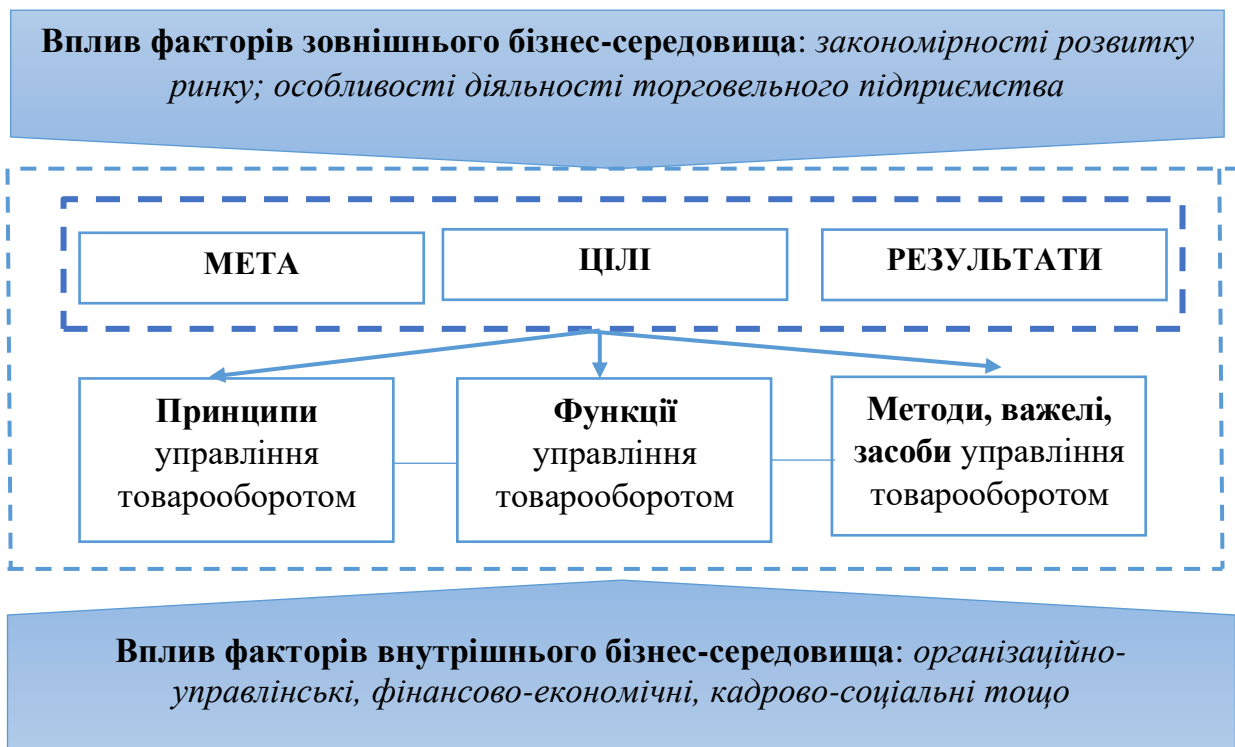 Вплив факторів зовнішнього бізнес-середовища: закономірності розвитку
ринку; особливості діяльності торговельного підприємства
МЕТА
ЦІЛІ
РЕЗУЛЬТАТИ
Принципи
управління
товарооборотом
Функції
управління
товарооборотом
Методи, важелі,
засоби управління
товарооборотом
Вплив факторів внутрішнього бізнес-середовища: організаційно-
управлінські, фінансово-економічні, кадрово-соціальні тощо